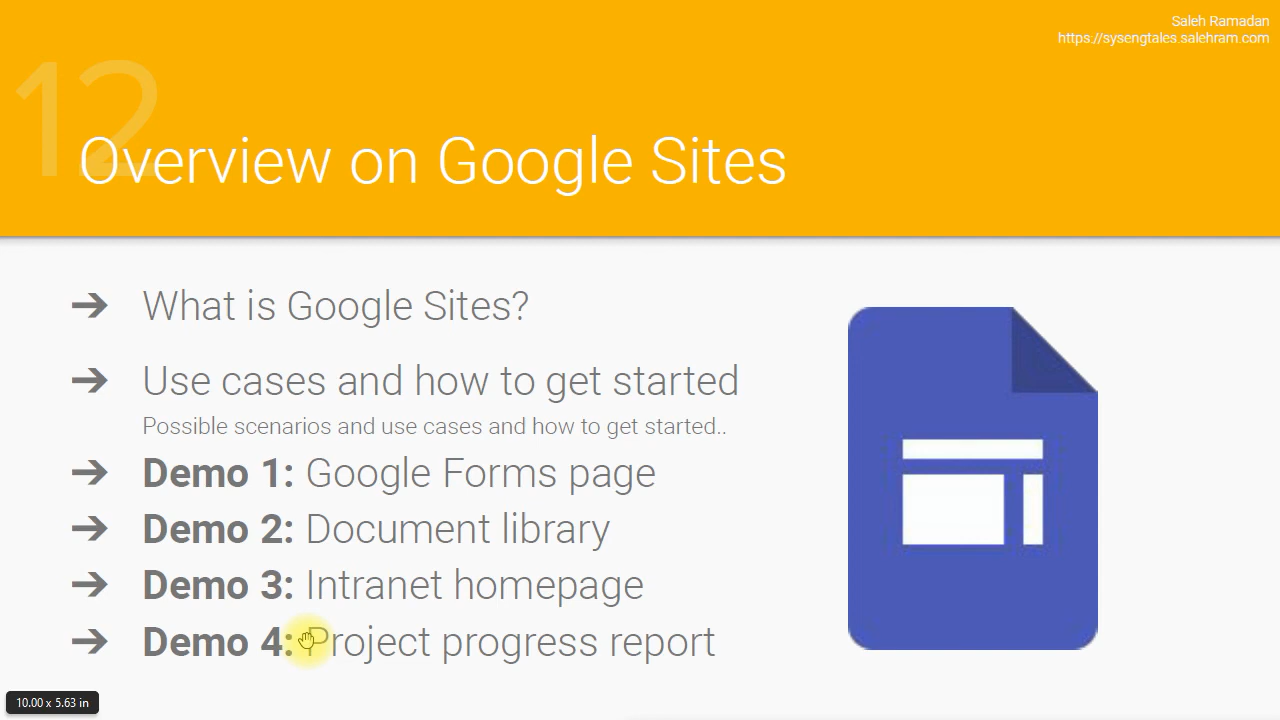 Saleh Ramadan
https://sysengtales.salehram.com
12
Overview on Google Sites
➔ What is Google Sites?
➔ Use cases and how to get started
Possible scenarios and use cases and how to get started..
➔ Demo 1: Google Forms page
➔ Demo 2: Document library
➔ Demo 3: Intranet homepage
➔ Demo 4: Project progress report
10.00 x 5.63 in